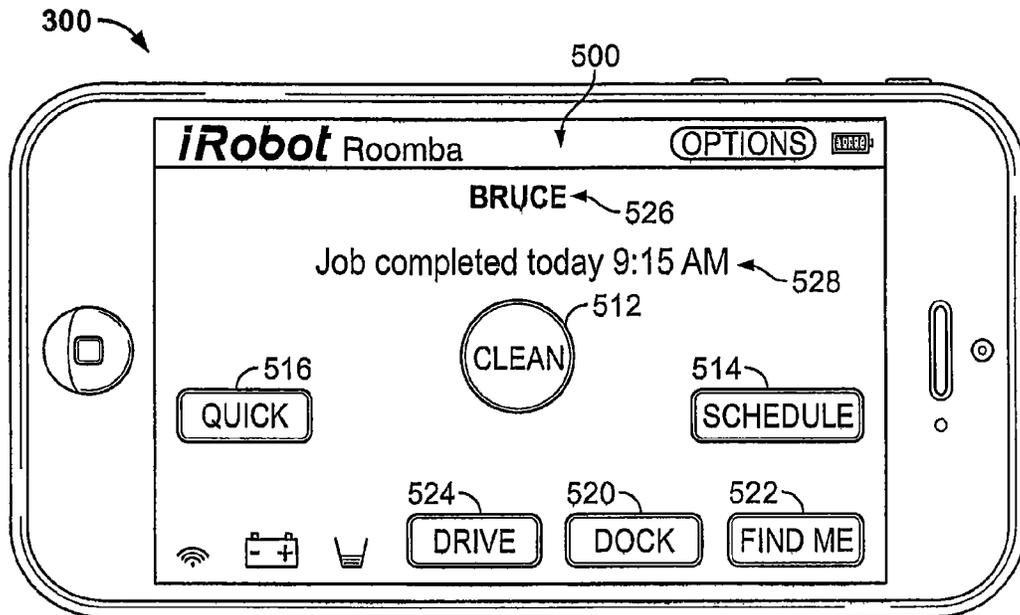 300
500
iRobot Roomba OPTIONS
BRUCE 526
Job completed today 9:15 AM 528
512
CLEAN
516 514
QUICK SCHEDULE
524 520 522
DRIVE DOCK FIND ME
- +